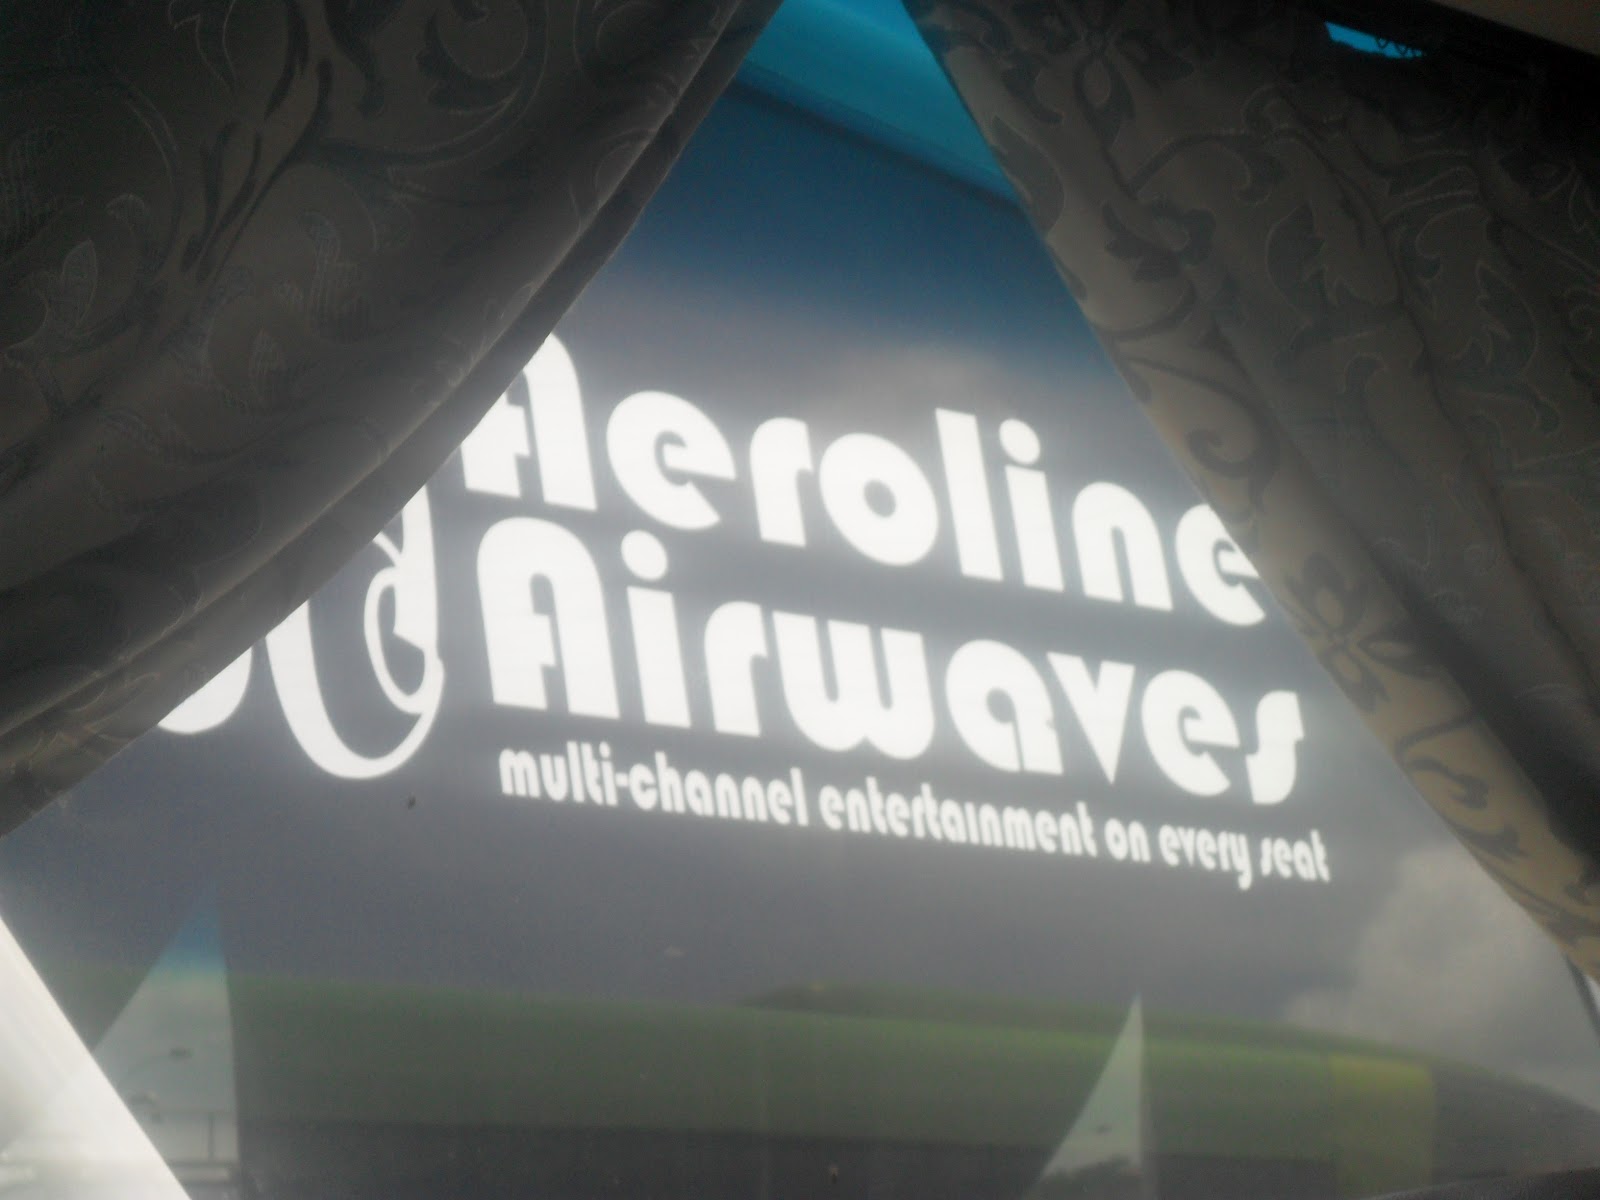 Aeroline
Airwaves
multi-channel entertainment on every seat